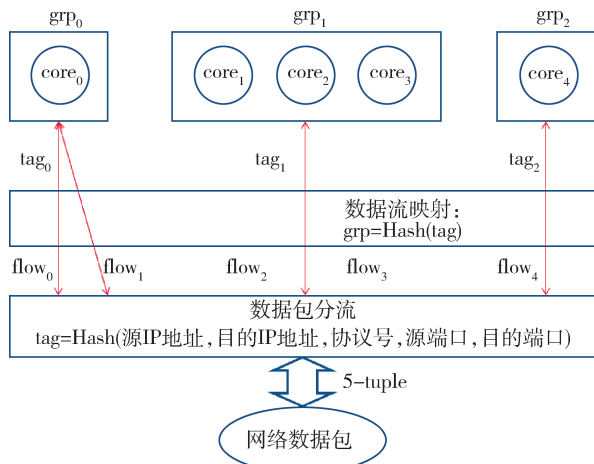 grp₀ grp₁ grp₂
core₀ core₁ core₂ core₃ core₄
tag₀ tag₁ tag₂
数据流映射：
grp=Hash(tag)
flow₀ flow₁ flow₂ flow₃ flow₄
数据包分流
tag=Hash(源IP地址,目的IP地址,协议号,源端口,目的端口)
5-tuple
网络数据包